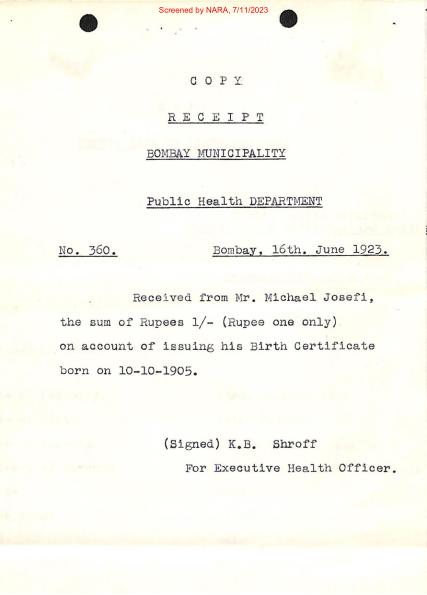 Screened by NARA, 7/11/2023
C O P Y
R E C E I P T
BOMBAY MUNICIPALITY
Public Health DEPARTMENT
No. 360. Bombay, 16th. June 1923.
Received from Mr. Michael Josefi,
the sum of Rupees 1/- (Rupee one only)
on account of issuing his Birth Certificate
born on 10-10-1905.
(Signed) K.B. Shroff
For Executive Health Officer.